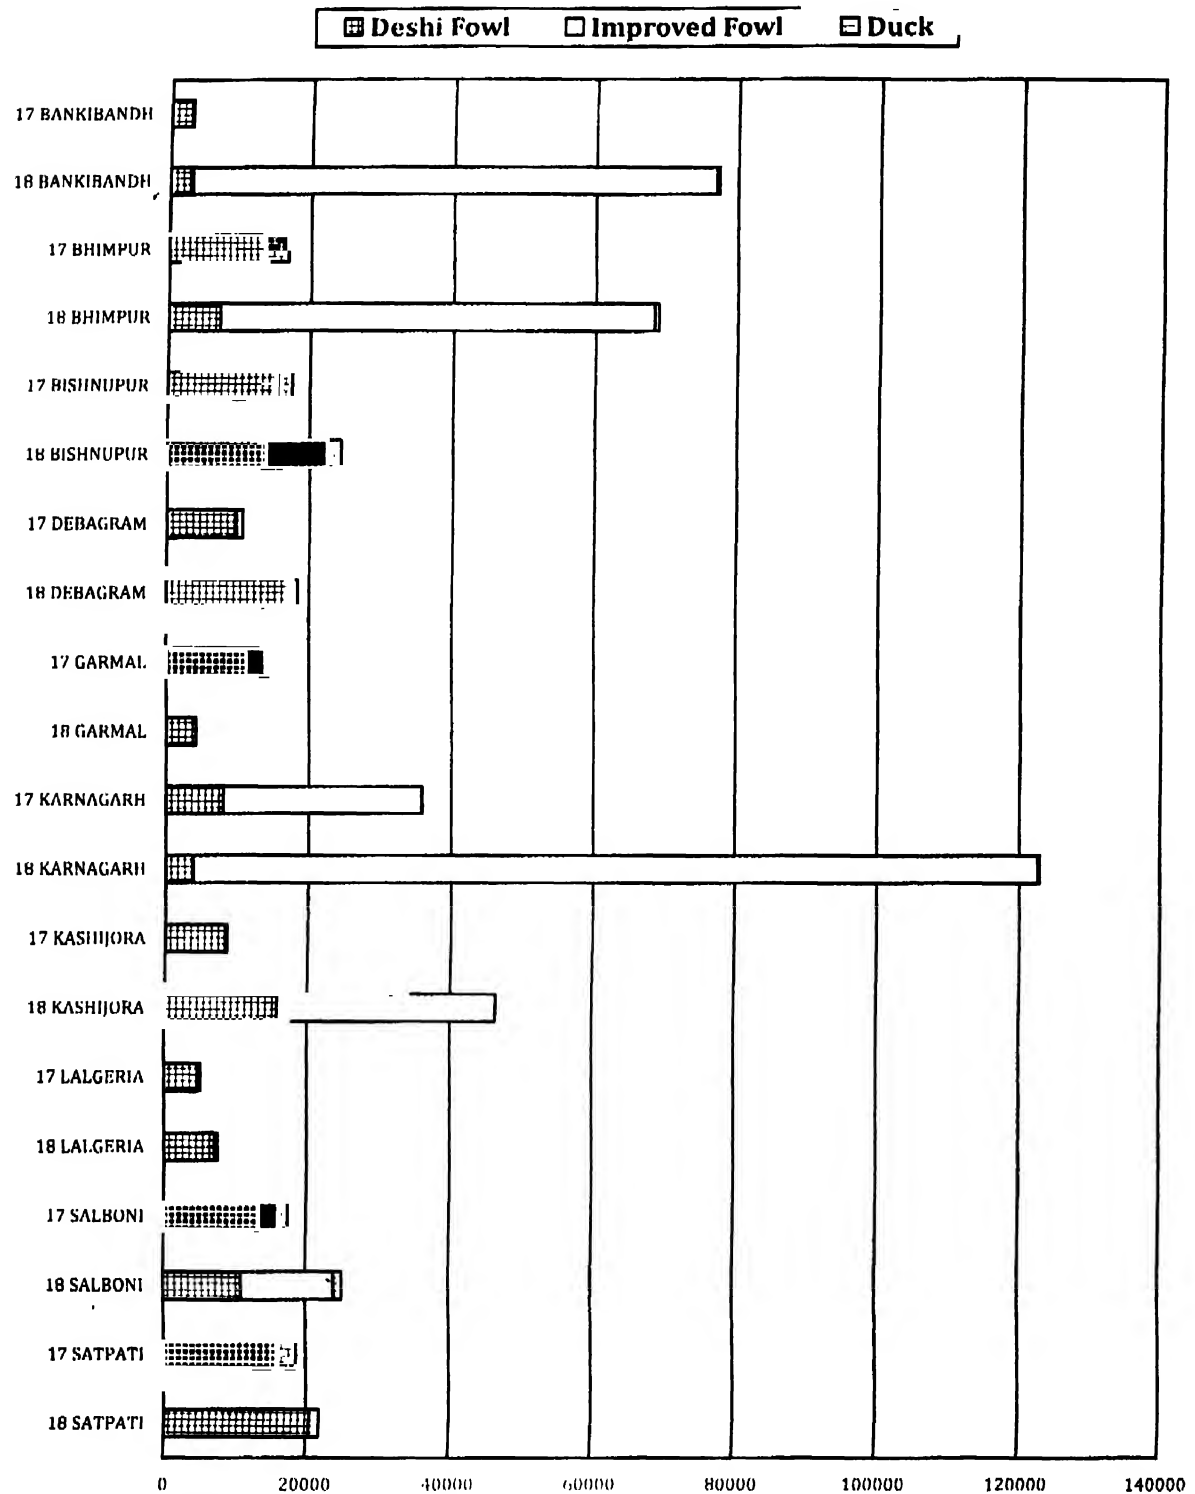 Deshi Fowl Improved Fowl Duck
17 BANKIBANDH
18 BANKIBANDH
17 BHIMPUR
18 BHIMPUR
17 BISHNUPUR
18 BISHNUPUR
17 DEBAGRAM
18 DEBAGRAM
17 GARMAL
18 GARMAL
17 KARNAGARH
18 KARNAGARH
17 KASHIJORA
18 KASHIJORA
17 LALGERIA
18 LALGERIA
17 SALBONI
18 SALBONI
17 SATPATI
18 SATPATI
0 20000 40000 60000 80000 100000 120000 140000